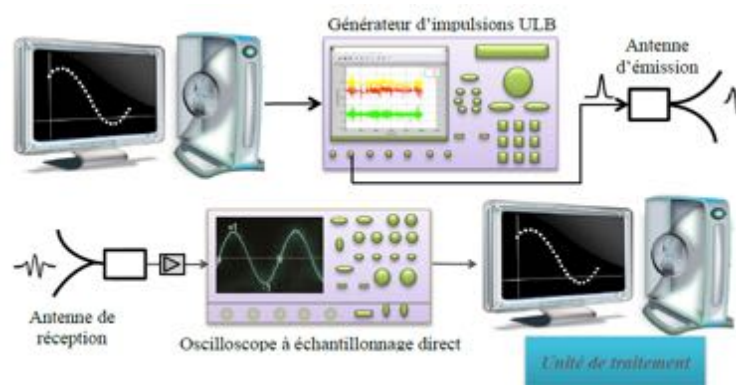 Générateur d'impulsions ULB
Antenne
d'émission
Antenne de
réception
Oscilloscope à échantillonnage direct
Unité de traitement